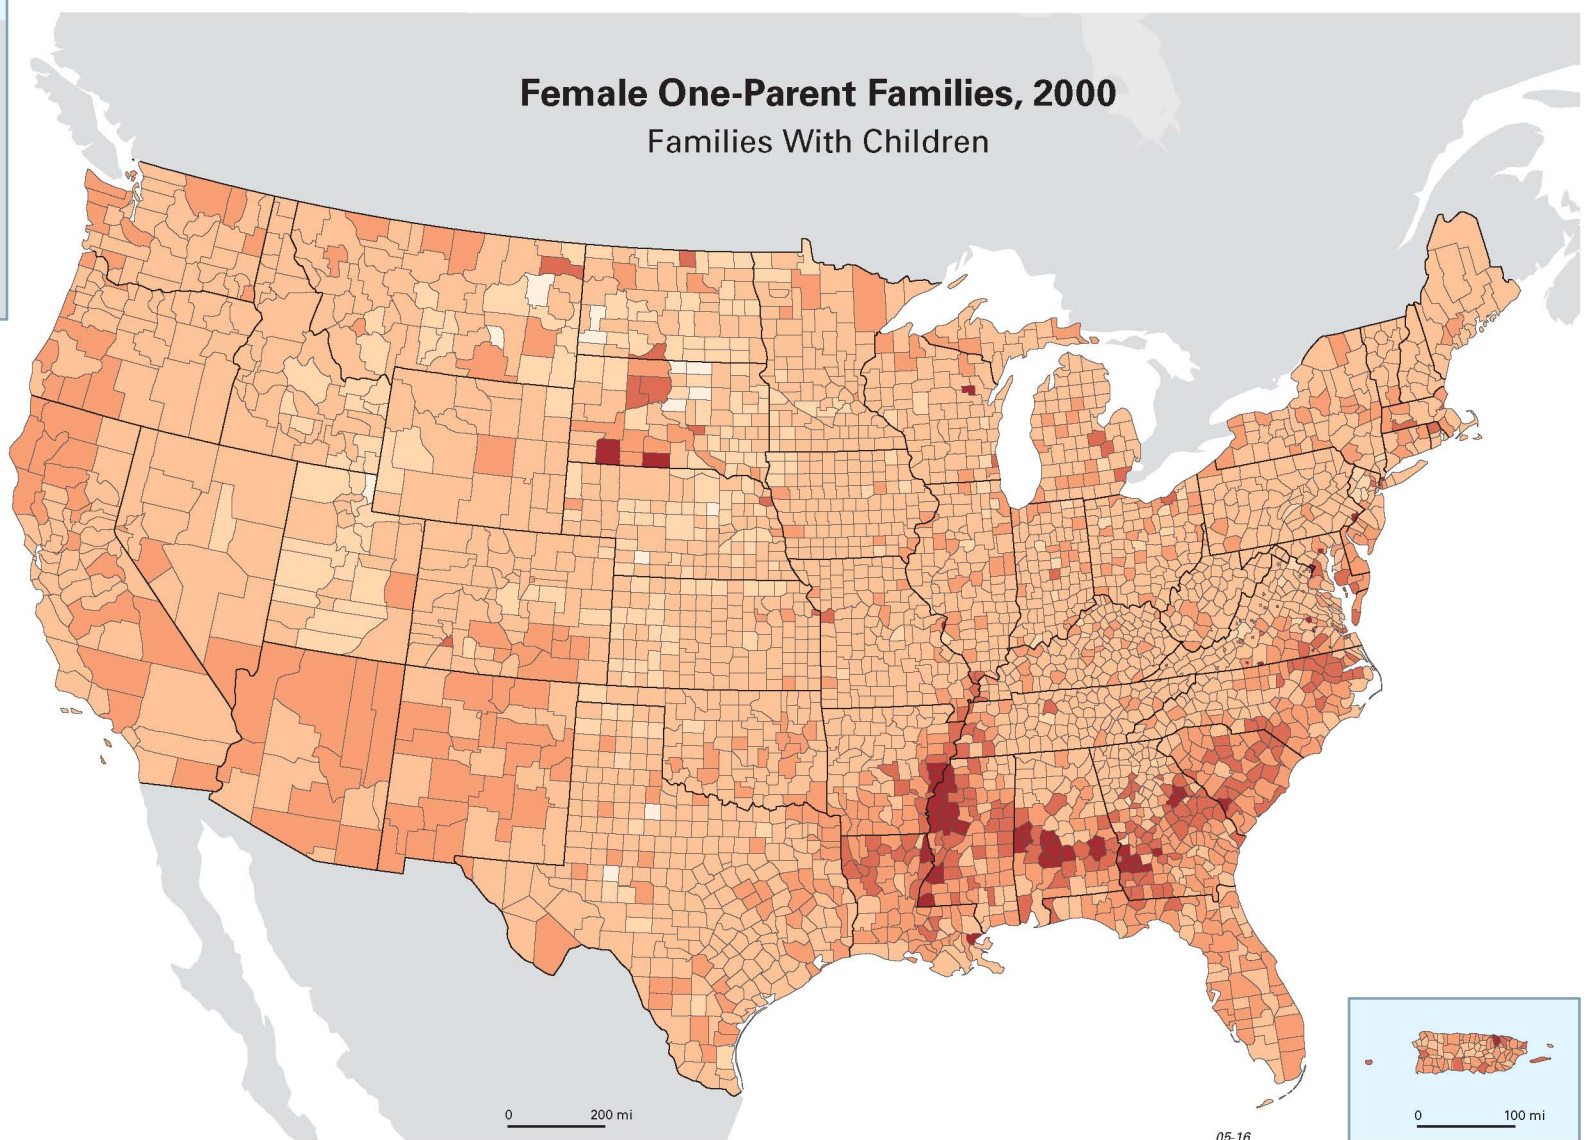 Female One-Parent Families, 2000
Families With Children
0 200 mi
0 100 mi
05-16